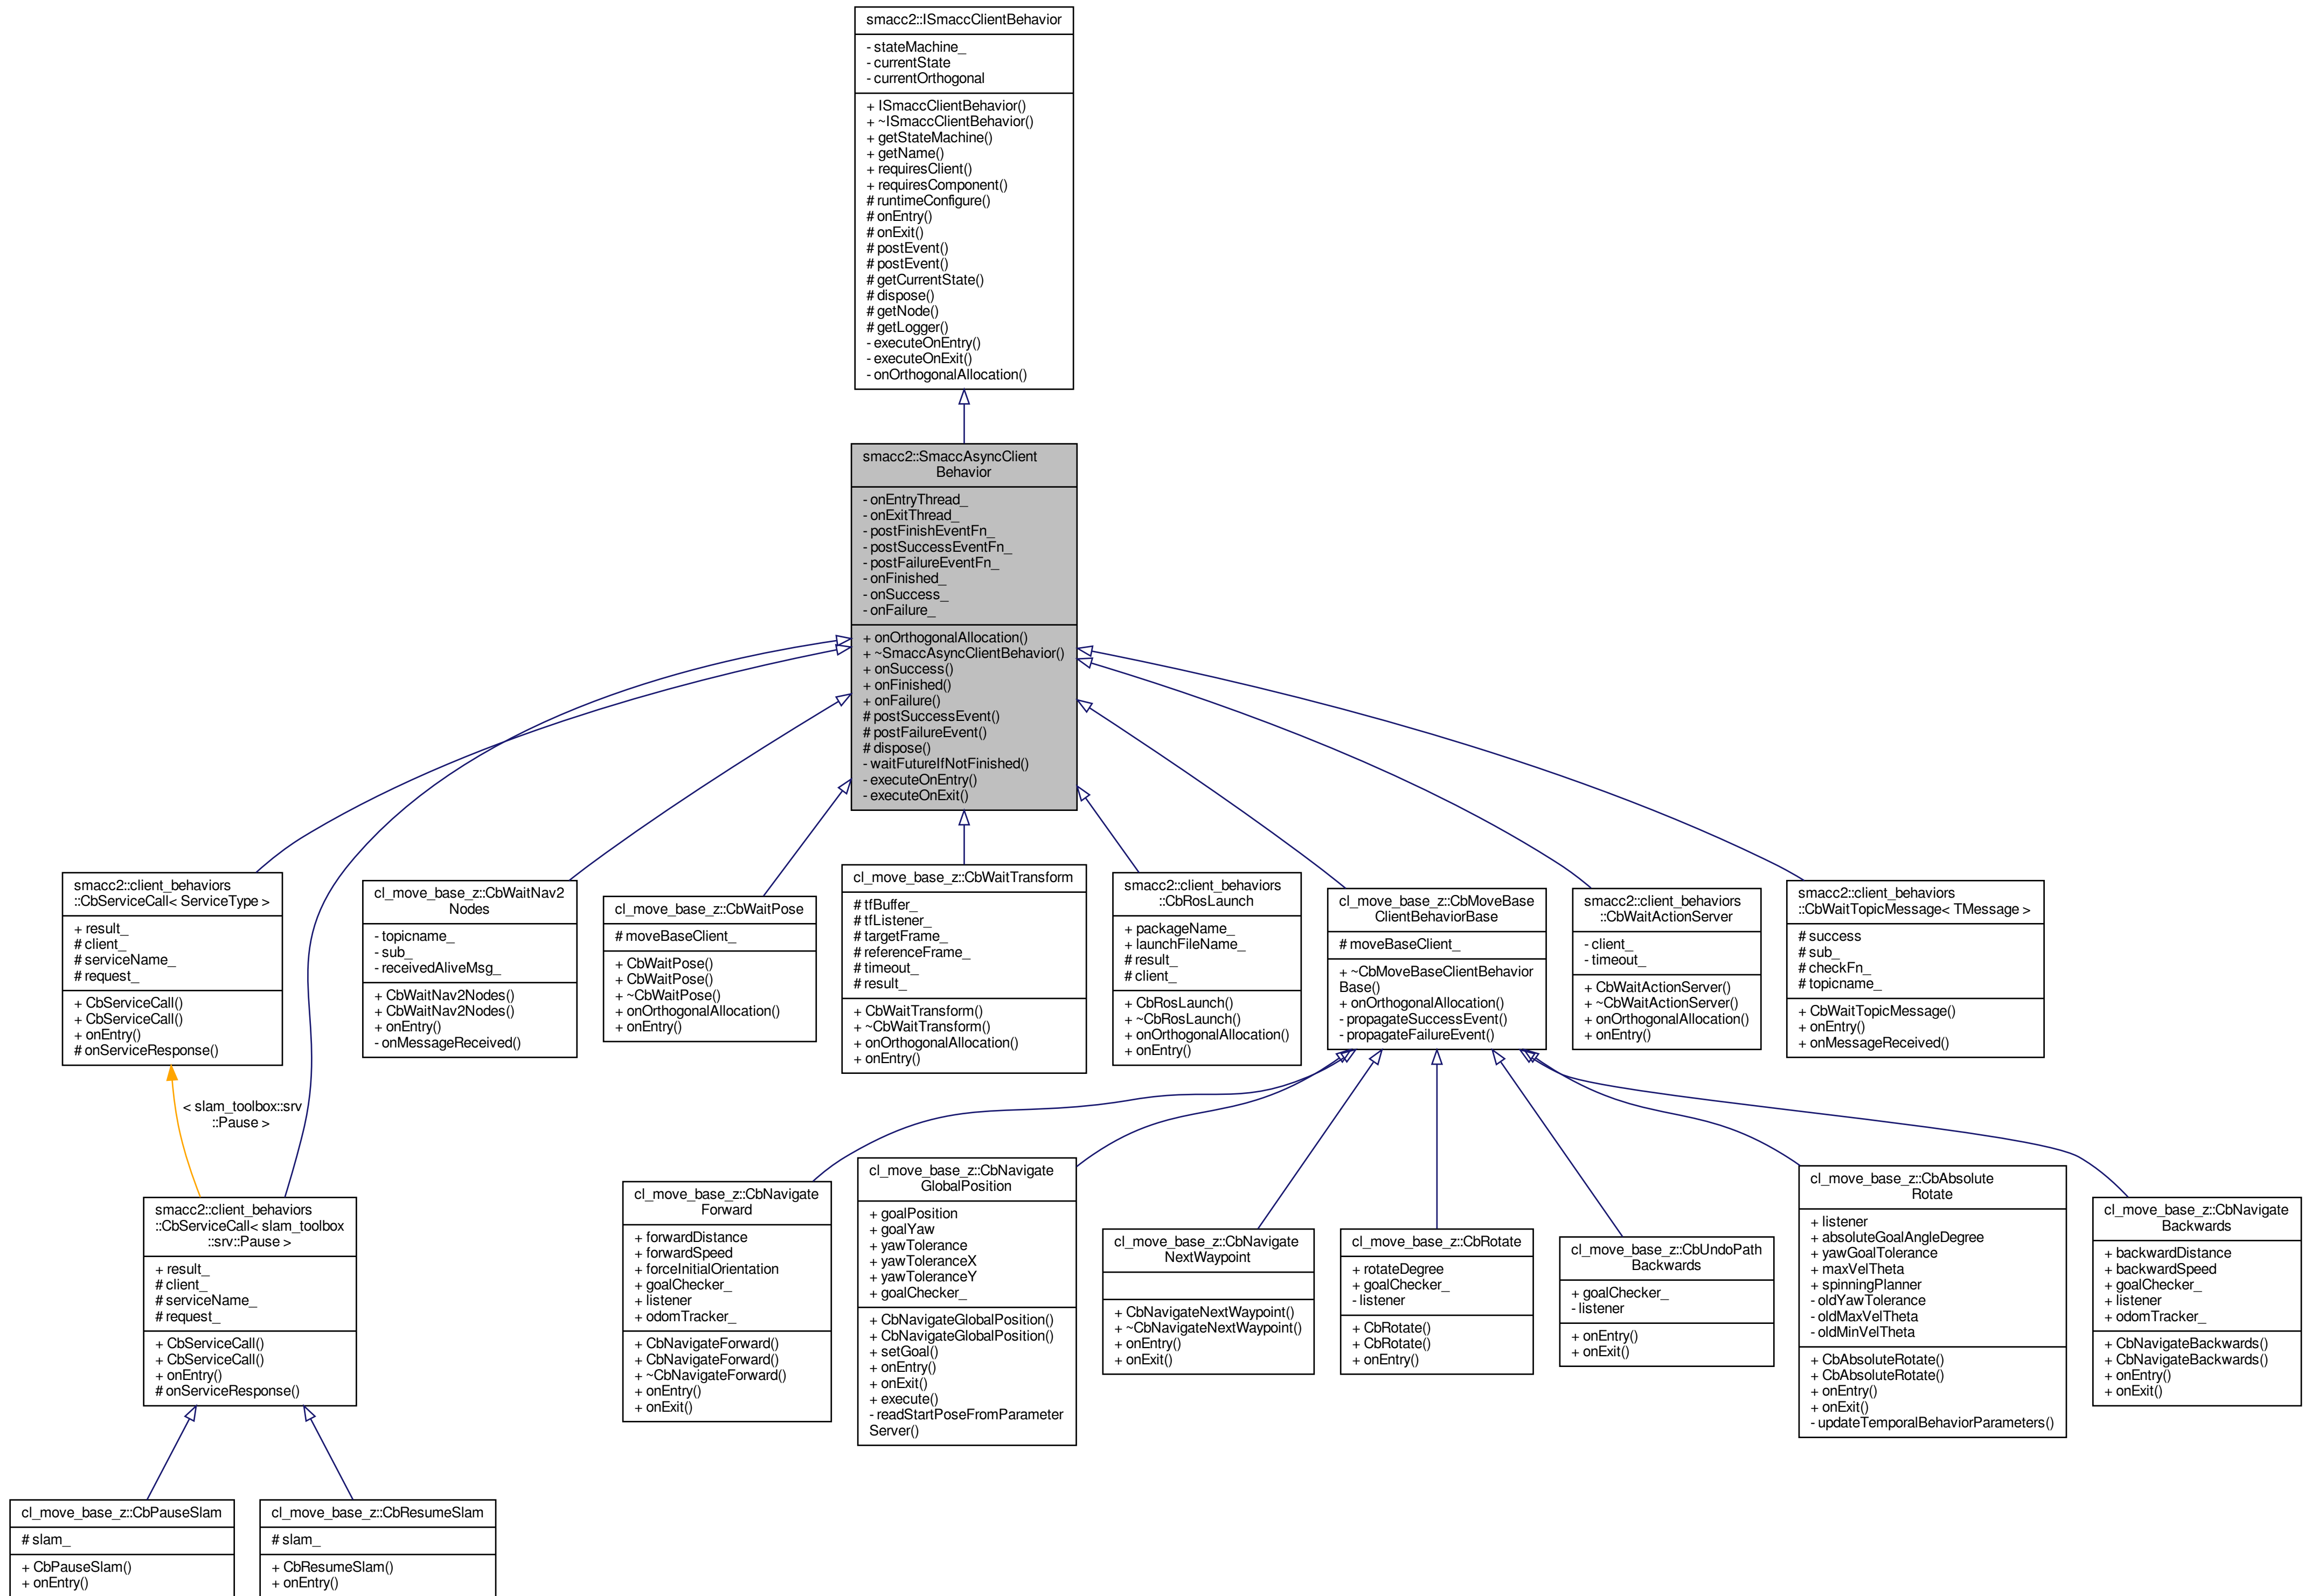 smacc2::ISmaccClientBehavior
- stateMachine_
- currentState
- currentOrthogonal
+ ISmaccClientBehavior()
+ ~ISmaccClientBehavior()
+ getStateMachine()
+ getName()
+ requiresClient()
+ requiresComponent()
# runtimeConfigure()
# onEntry()
# onExit()
# postEvent()
# postEvent()
# getCurrentState()
# dispose()
# getNode()
# getLogger()
- executeOnEntry()
- executeOnExit()
- onOrthogonalAllocation()
smacc2::SmaccAsyncClient
Behavior
- onEntryThread_
- onExitThread_
- postFinishEventFn_
- postSuccessEventFn_
- postFailureEventFn_
- onFinished_
- onSuccess_
- onFailure_
+ onOrthogonalAllocation()
+ ~SmaccAsyncClientBehavior()
+ onSuccess()
+ onFinished()
+ onFailure()
# postSuccessEvent()
# postFailureEvent()
# dispose()
- waitFutureIfNotFinished()
- executeOnEntry()
- executeOnExit()
smacc2::client_behaviors
::CbServiceCall< ServiceType >
+ result_
# client_
# serviceName_
# request_
+ CbServiceCall()
+ CbServiceCall()
+ onEntry()
# onServiceResponse()
cl_move_base_z::CbWaitNav2
Nodes
- topicname_
- sub_
- receivedAliveMsg_
+ CbWaitNav2Nodes()
+ CbWaitNav2Nodes()
+ onEntry()
- onMessageReceived()
cl_move_base_z::CbWaitPose
# moveBaseClient_
+ CbWaitPose()
+ CbWaitPose()
+ ~CbWaitPose()
+ onOrthogonalAllocation()
+ onEntry()
cl_move_base_z::CbWaitTransform
# tfBuffer_
# tfListener_
# targetFrame_
# referenceFrame_
# timeout_
# result_
+ CbWaitTransform()
+ ~CbWaitTransform()
+ onOrthogonalAllocation()
+ onEntry()
smacc2::client_behaviors
::CbRosLaunch
+ packageName_
+ launchFileName_
# result_
# client_
+ CbRosLaunch()
+ ~CbRosLaunch()
+ onOrthogonalAllocation()
+ onEntry()
cl_move_base_z::CbMoveBase
ClientBehaviorBase
# moveBaseClient_
+ ~CbMoveBaseClientBehavior
Base()
+ onOrthogonalAllocation()
- propagateSuccessEvent()
- propagateFailureEvent()
smacc2::client_behaviors
::CbWaitActionServer
- client_
- timeout_
+ CbWaitActionServer()
+ ~CbWaitActionServer()
+ onOrthogonalAllocation()
+ onEntry()
smacc2::client_behaviors
::CbWaitTopicMessage< TMessage >
# success
# sub_
# checkFn_
# topicname_
+ CbWaitTopicMessage()
+ onEntry()
+ onMessageReceived()
< slam_toolbox::srv
::Pause >
smacc2::client_behaviors
::CbServiceCall< slam_toolbox
::srv::Pause >
+ result_
# client_
# serviceName_
# request_
+ CbServiceCall()
+ CbServiceCall()
+ onEntry()
# onServiceResponse()
cl_move_base_z::CbNavigate
Forward
+ forwardDistance
+ forwardSpeed
+ forceInitialOrientation
+ goalChecker_
+ listener
+ odomTracker_
+ CbNavigateForward()
+ CbNavigateForward()
+ ~CbNavigateForward()
+ onEntry()
+ onExit()
cl_move_base_z::CbNavigate
GlobalPosition
+ goalPosition
+ goalYaw
+ yawTolerance
+ yawToleranceX
+ yawToleranceY
+ goalChecker_
+ CbNavigateGlobalPosition()
+ CbNavigateGlobalPosition()
+ setGoal()
+ onEntry()
+ onExit()
+ execute()
- readStartPoseFromParameter
Server()
cl_move_base_z::CbNavigate
NextWaypoint
+ CbNavigateNextWaypoint()
+ ~CbNavigateNextWaypoint()
+ onEntry()
+ onExit()
cl_move_base_z::CbRotate
+ rotateDegree
+ goalChecker_
- listener
+ CbRotate()
+ CbRotate()
+ onEntry()
cl_move_base_z::CbUndoPath
Backwards
+ goalChecker_
- listener
+ onEntry()
+ onExit()
cl_move_base_z::CbAbsolute
Rotate
+ listener
+ absoluteGoalAngleDegree
+ yawGoalTolerance
+ maxVelTheta
+ spinningPlanner
- oldYawTolerance
- oldMaxVelTheta
- oldMinVelTheta
+ CbAbsoluteRotate()
+ CbAbsoluteRotate()
+ onEntry()
+ onExit()
- updateTemporalBehaviorParameters()
cl_move_base_z::CbNavigate
Backwards
+ backwardDistance
+ backwardSpeed
+ goalChecker_
+ listener
+ odomTracker_
+ CbNavigateBackwards()
+ CbNavigateBackwards()
+ onEntry()
+ onExit()
cl_move_base_z::CbPauseSlam
# slam_
+ CbPauseSlam()
+ onEntry()
cl_move_base_z::CbResumeSlam
# slam_
+ CbResumeSlam()
+ onEntry()